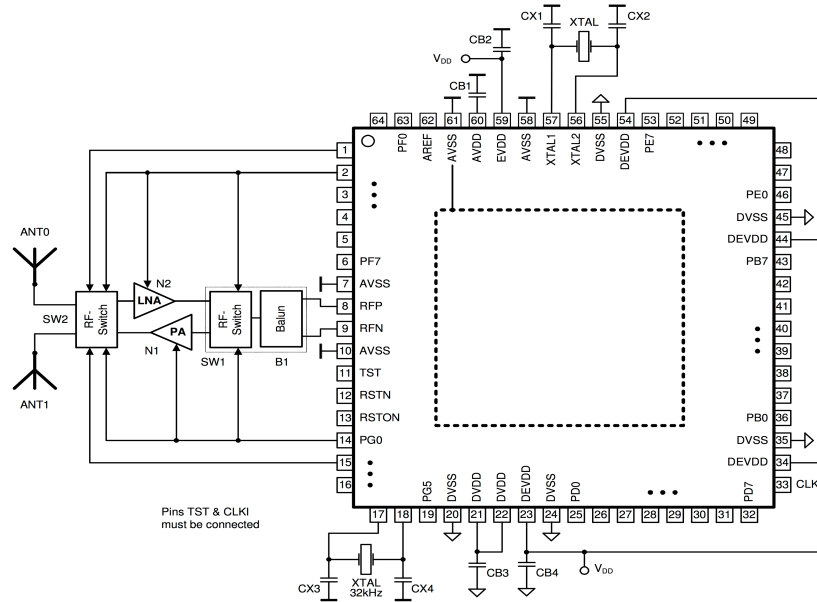 CX1 XTAL CX2
CB2
VDD
CB1
64 63 62 61 60 59 58 57 56 55 54 53 52 51 50 49
PF0 AREF AVSS AVDD EVDD AVSS XTAL1 XTAL2 DVSS DEVDD PE7
1 48
2 47
3 PE0 46
4 DVSS 45
5 DEVDD 44
6 PF7 PB7 43
7 AVSS 42
8 RFP 41
9 RFN 40
10 AVSS 39
11 TST 38
12 RSTN 37
13 RSTON PB0 36
14 PG0 DVSS 35
15 DEVDD 34
16 33 CLK
ANT0
N2
LNA
SW2
RF-
Switch
RF-
Switch
Balun
PA
N1 SW1 B1
ANT1
PG5 DVSS DVDD DVDD DEVDD DVSS PD0 PD7
17 18 19 20 21 22 23 24 25 26 27 28 29 30 31 32
Pins TST & CLKI
must be connected
CX3 XTAL
32kHz CX4
CB3 CB4 VDD